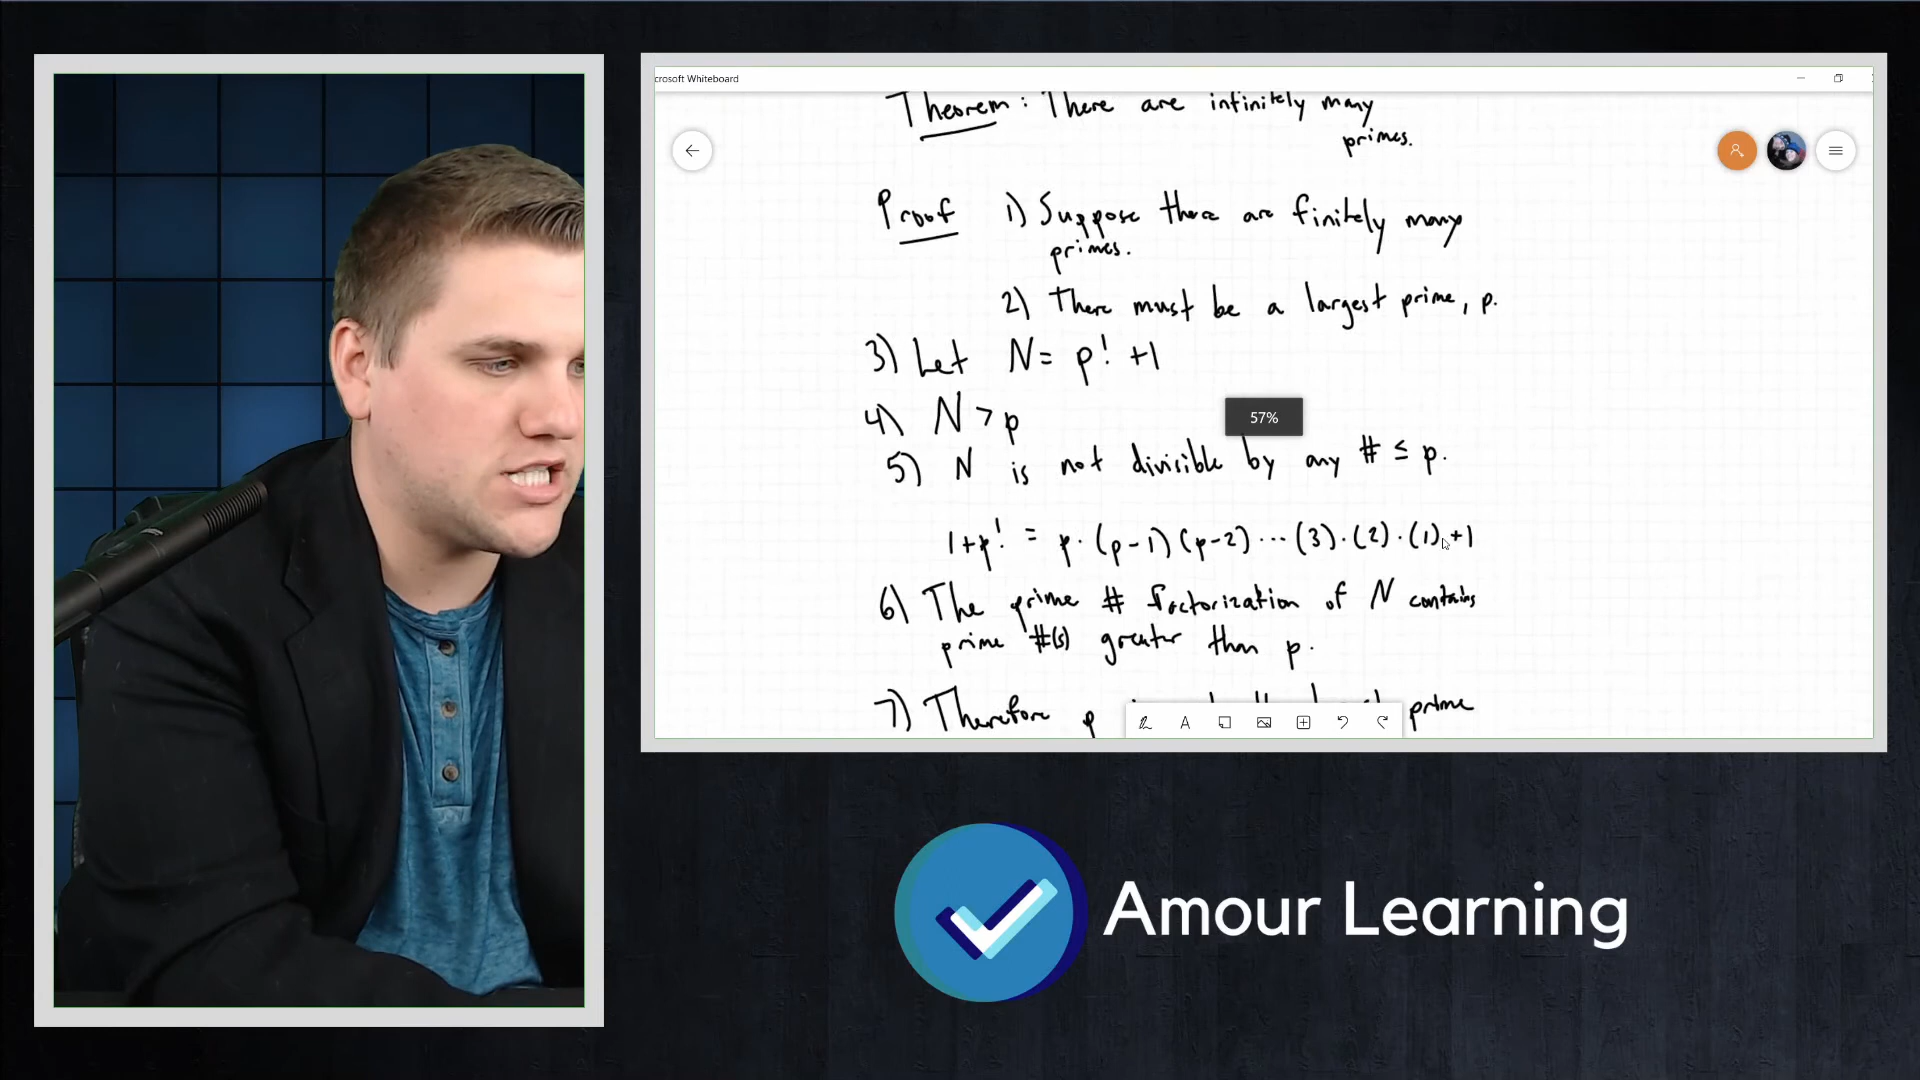 crosoft Whiteboard
Theorem: There are infinitely many
primes.
Proof 1) Suppose there are finitely many
primes.
2) There must be a largest prime, p.
3) Let N = p! +1
4) N > p
57%
5) N is not divisible by any # ≤ p.
1+p! = p · (p-1)(p-2) ··· (3)·(2)·(1)+1
6) The prime # factorization of N contains
prime #(s) greater than p.
7) Therefore p prime
Amour Learning